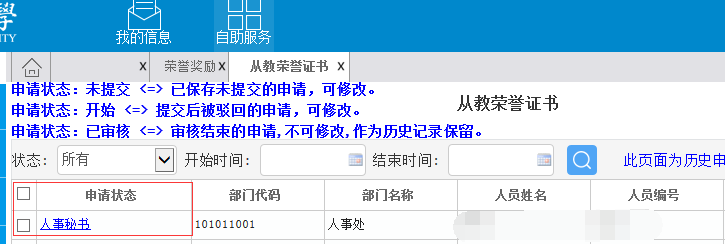 學
ITY
我的信息 自助服务
x 荣誉奖励 x 从教荣誉证书 x
申请状态：未提交 <=> 已保存未提交的申请，可修改。
申请状态：开始 <=> 提交后被驳回的申请，可修改。
申请状态：已审核 <=> 审核结束的申请,不可修改,作为历史记录保留。
从教荣誉证书
状态： 所有 开始时间： 结束时间： 此页面为历史申
申请状态 部门代码 部门名称 人员姓名 人员编号
人事秘书 101011001 人事处